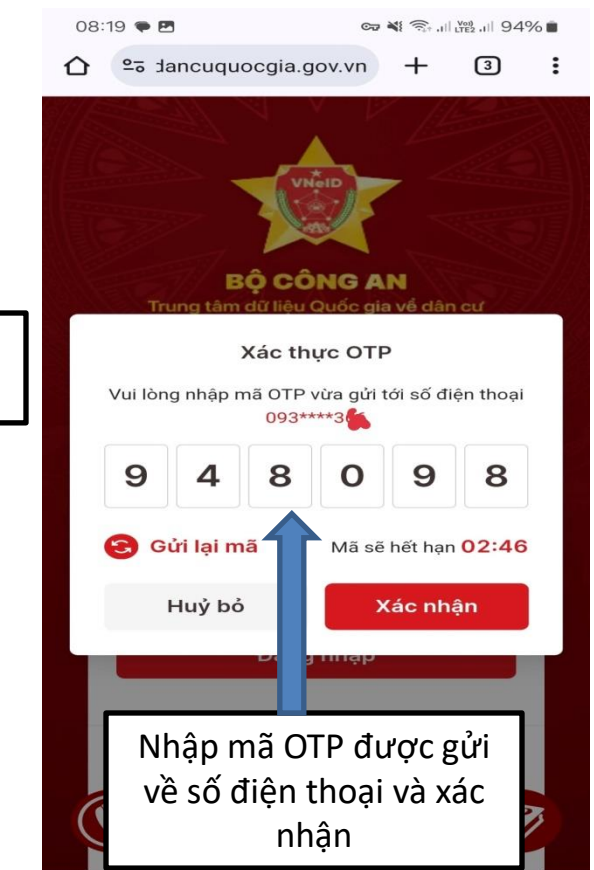 08:19
Vo)) LTE2 94%
dancuquocgia.gov.vn
3
VNeID
BỘ CÔNG AN
Trung tâm dữ liệu Quốc gia về dân cư
Xác thực OTP
Vui lòng nhập mã OTP vừa gửi tới số điện thoại
093****3
9 4 8 0 9 8
Gửi lại mã
Mã sẽ hết hạn 02:46
Huỷ bỏ
Xác nhận
nhập
Nhập mã OTP được gửi
về số điện thoại và xác
nhận